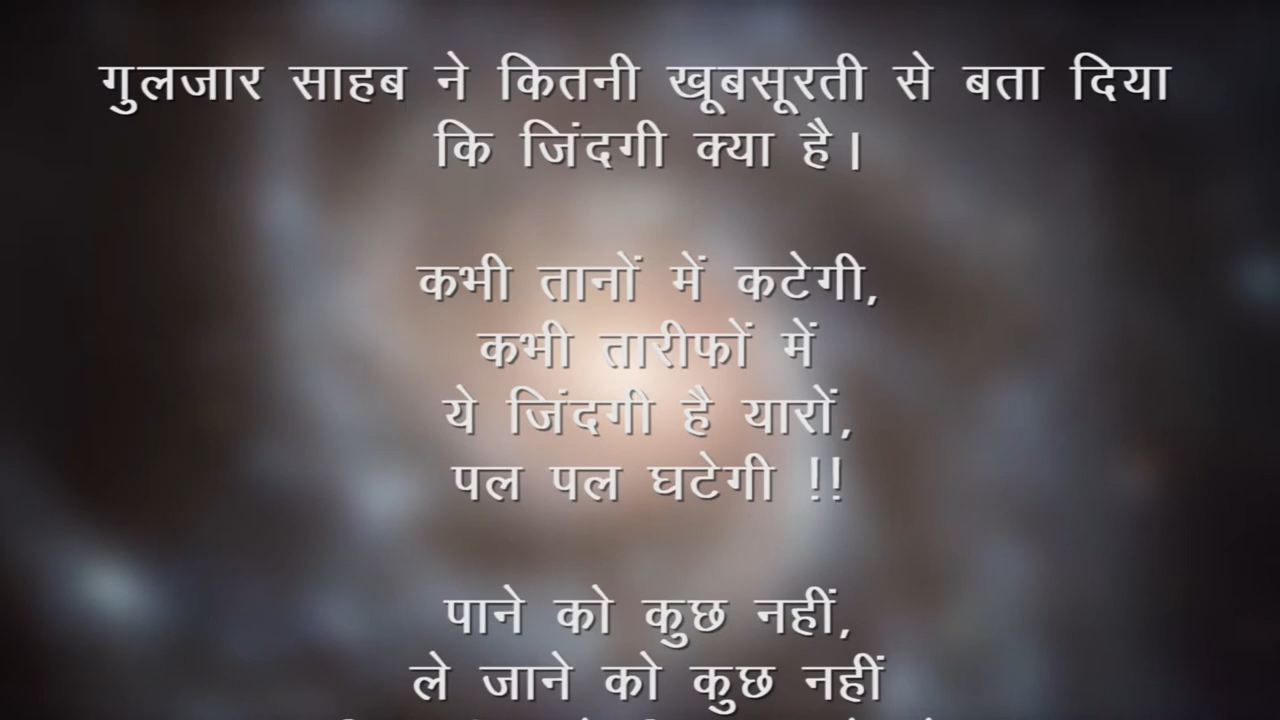 गुलजार साहब ने कितनी खूबसूरती से बता दिया
कि जिंदगी क्या है।
कभी तानों में कटेगी,
कभी तारीफों में
ये जिंदगी है यारों,
पल पल घटेगी !!
पाने को कुछ नहीं,
ले जाने को कुछ नहीं